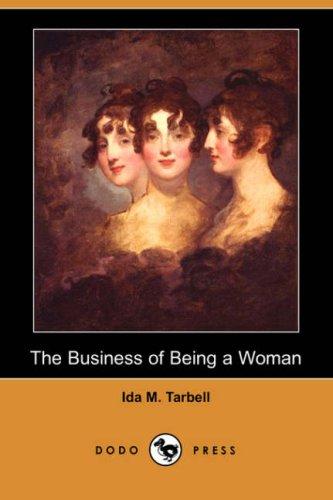 The Business of Being a Woman
Ida M. Tarbell
DODO PRESS